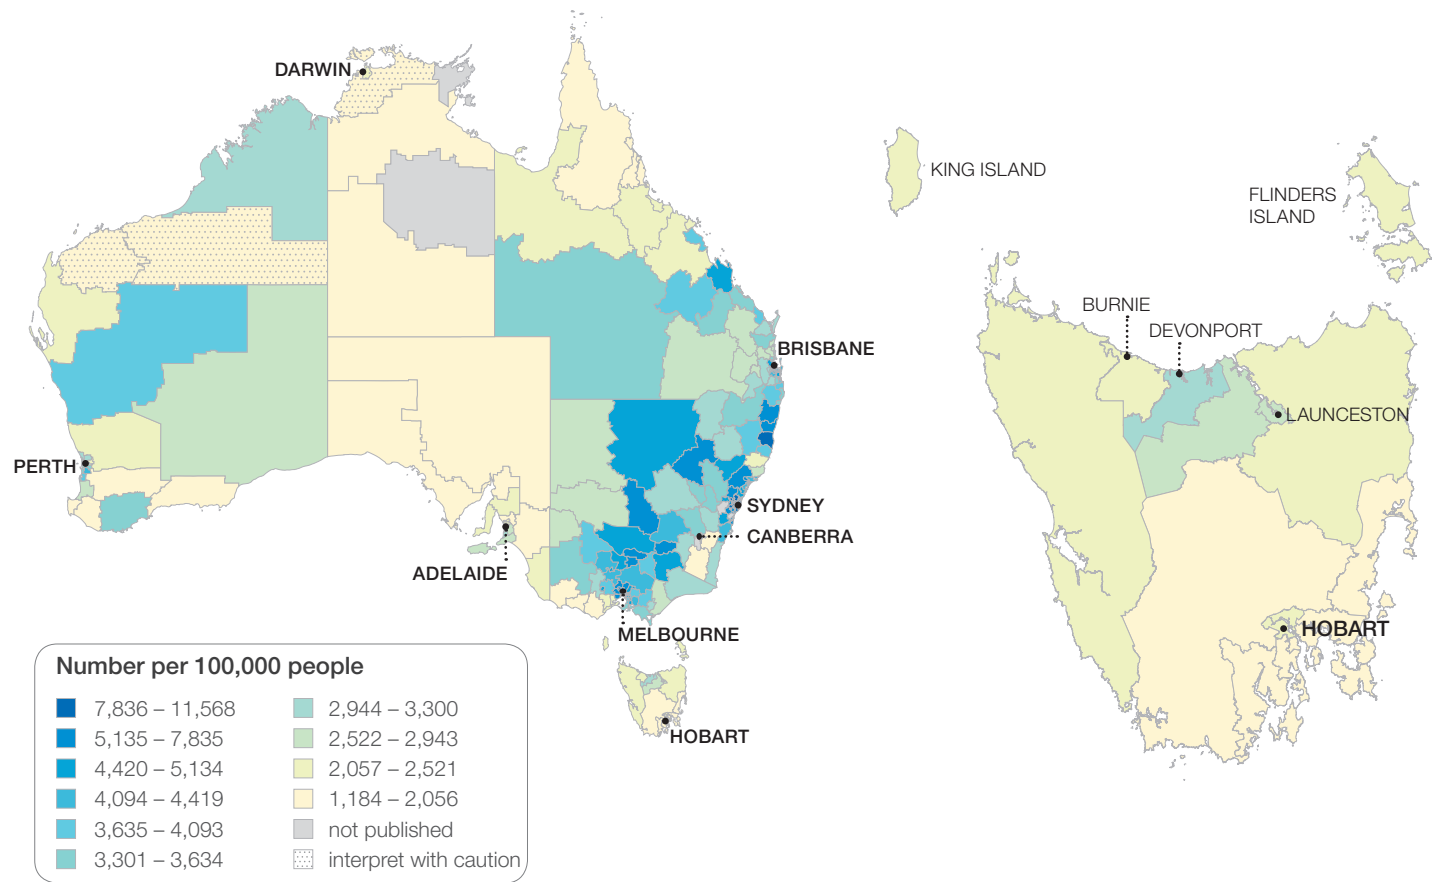 DARWIN
BRISBANE
PERTH
SYDNEY
CANBERRA
ADELAIDE
MELBOURNE
HOBART
KING ISLAND
FLINDERS
ISLAND
BURNIE
DEVONPORT
LAUNCESTON
HOBART
Number per 100,000 people
7,836 – 11,568
5,135 – 7,835
4,420 – 5,134
4,094 – 4,419
3,635 – 4,093
3,301 – 3,634
2,944 – 3,300
2,522 – 2,943
2,057 – 2,521
1,184 – 2,056
not published
interpret with caution